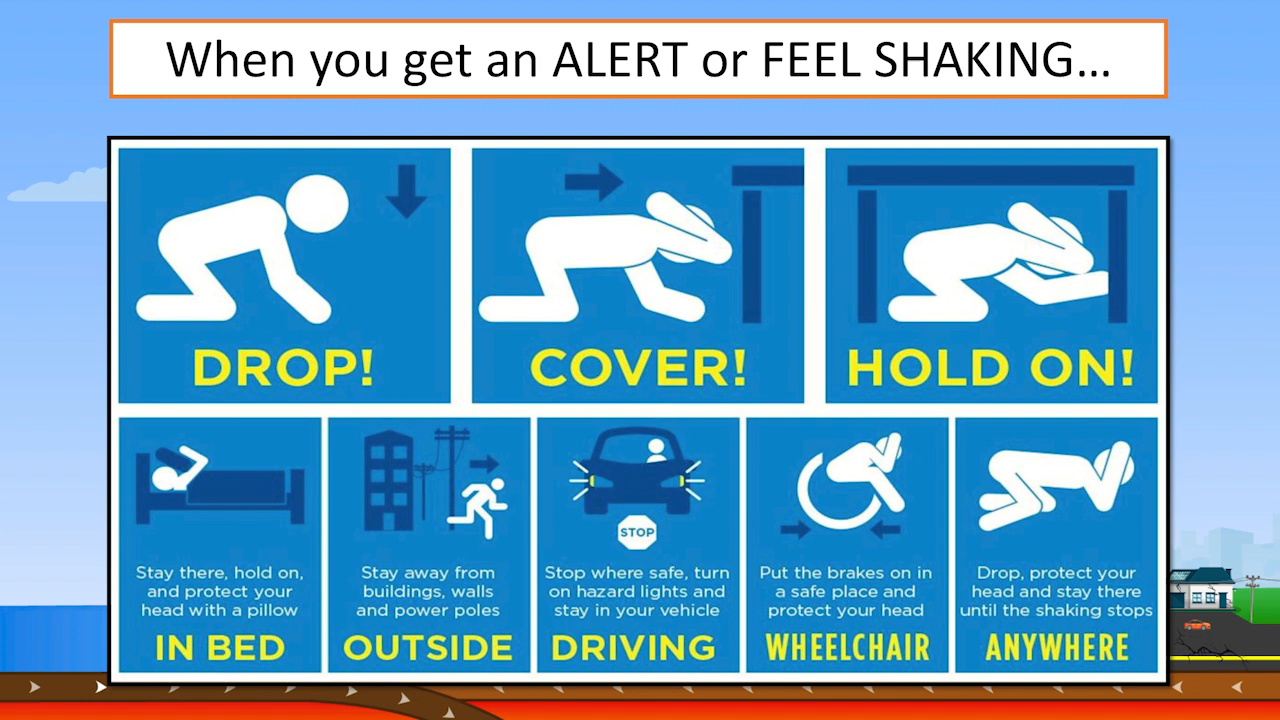 When you get an ALERT or FEEL SHAKING...
DROP!
COVER!
HOLD ON!
Stay there, hold on,
and protect your
head with a pillow
IN BED
Stay away from
buildings, walls
and power poles
OUTSIDE
STOP
Stop where safe, turn
on hazard lights and
stay in your vehicle
DRIVING
Put the brakes on in
a safe place and
protect your head
WHEELCHAIR
Drop, protect your
head and stay there
until the shaking stops
ANYWHERE